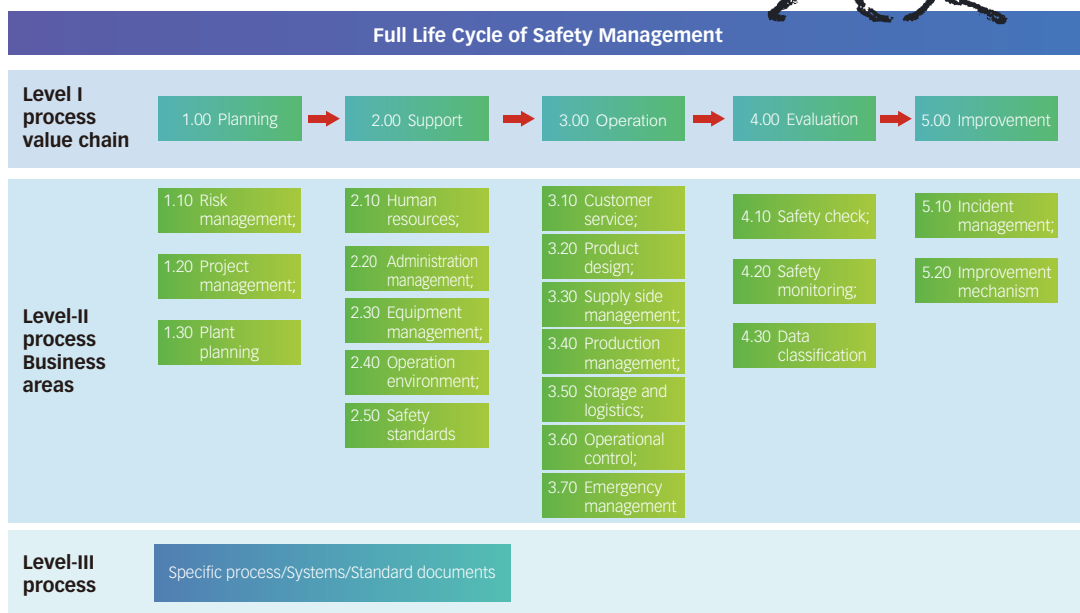 Full Life Cycle of Safety Management
Level I
process
value chain
1.00 Planning
2.00 Support
3.00 Operation
4.00 Evaluation
5.00 Improvement
Level-II
process
Business
areas
1.10 Risk
management;
1.20 Project
management;
1.30 Plant
planning
2.10 Human
resources;
2.20 Administration
management;
2.30 Equipment
management;
2.40 Operation
environment;
2.50 Safety
standards
3.10 Customer
service;
3.20 Product
design;
3.30 Supply side
management;
3.40 Production
management;
3.50 Storage and
logistics;
3.60 Operational
control;
3.70 Emergency
management
4.10 Safety check;
4.20 Safety
monitoring;
4.30 Data
classification
5.10 Incident
management;
5.20 Improvement
mechanism
Level-III
process
Specific process/Systems/Standard documents